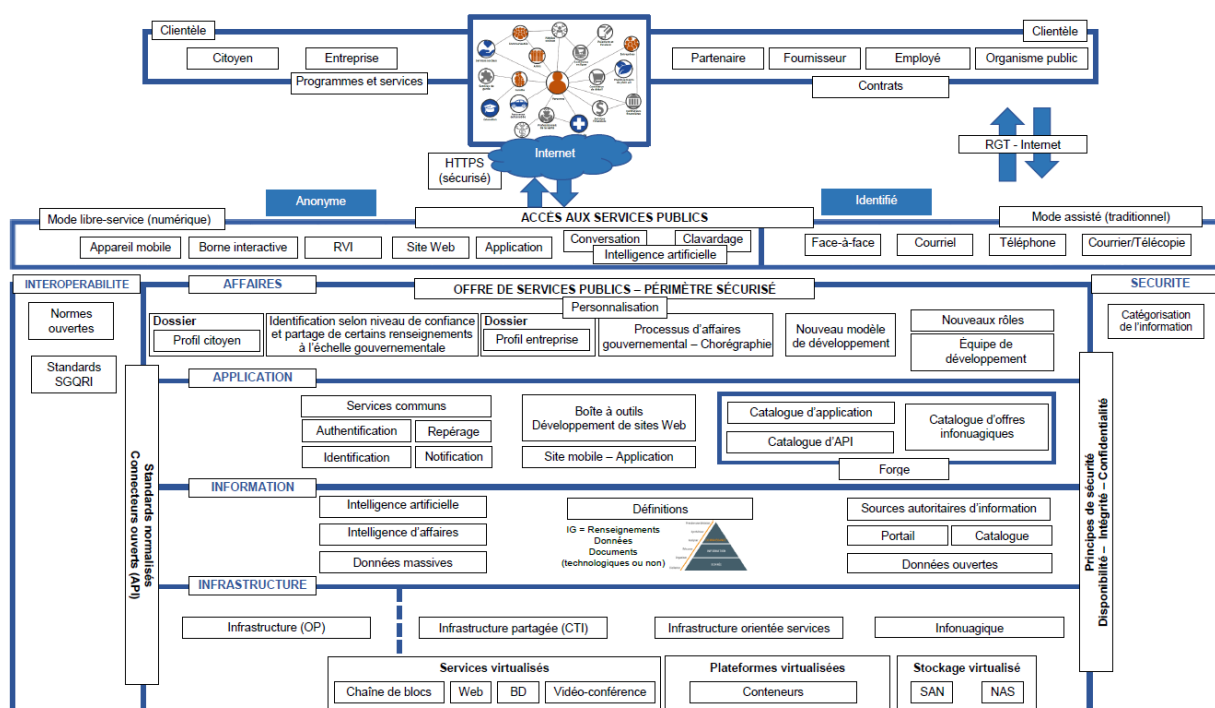 Clientèle
Clientèle
Citoyen
Entreprise
Programmes et services
Partenaire
Fournisseur
Employé
Organisme public
Contrats
Internet
HTTPS
(sécurisé)
RGT - Internet
Anonyme
Identifié
Mode libre-service (numérique)
ACCÈS AUX SERVICES PUBLICS
Mode assisté (traditionnel)
Appareil mobile
Borne interactive
RVI
Site Web
Application
Conversation
Clavardage
Intelligence artificielle
Face-à-face
Courriel
Téléphone
Courrier/Télécopie
INTEROPERABILITE
AFFAIRES
OFFRE DE SERVICES PUBLICS – PÉRIMÈTRE SÉCURISÉ
SECURITE
Normes
ouvertes
Standards
SGQRI
Personnalisation
Dossier
Profil citoyen
Identification selon niveau de confiance
et partage de certains renseignements
à l'échelle gouvernementale
Dossier
Profil entreprise
Processus d'affaires
gouvernemental – Chorégraphie
Nouveau modèle
de développement
Nouveaux rôles
Équipe de
développement
Catégorisation
de l'information
Standards normalisés
Connecteurs ouverts (API)
Principes de sécurité
Disponibilité – Intégrité – Confidentialité
APPLICATION
Services communs
Authentification
Repérage
Identification
Notification
Boîte à outils
Développement de sites Web
Site mobile – Application
Catalogue d'application
Catalogue d'API
Catalogue d'offres
infonuagiques
Forge
INFORMATION
Intelligence artificielle
Intelligence d'affaires
Données massives
Définitions
IG = Renseignements
Données
Documents
(technologiques ou non)
Sources autoritaires d'information
Portail
Catalogue
Données ouvertes
INFRASTRUCTURE
Infrastructure (OP)
Infrastructure partagée (CTI)
Infrastructure orientée services
Infonuagique
Services virtualisés
Chaîne de blocs
Web
BD
Vidéo-conférence
Plateformes virtualisées
Conteneurs
Stockage virtualisé
SAN
NAS